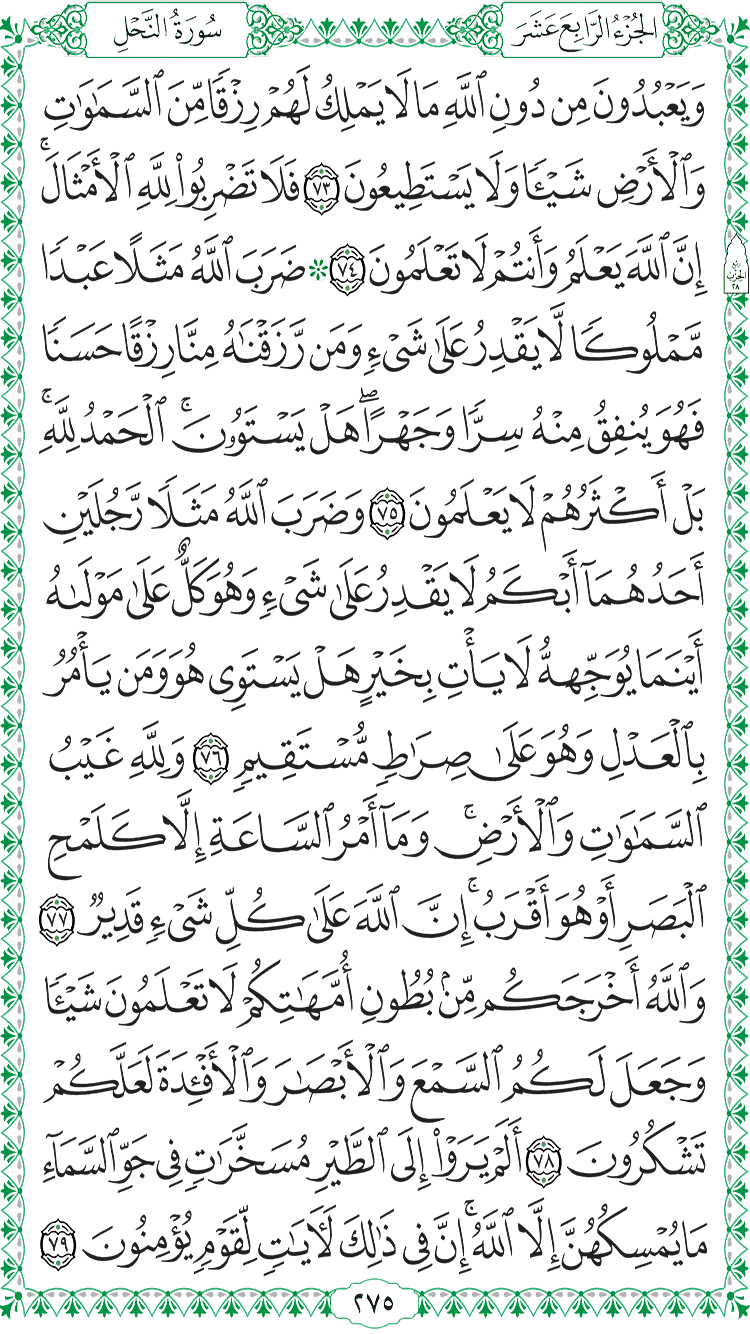 الجُزْءُ الرَّابِعَ عَشَرَ
سُورَةُ النَّحْلِ
وَيَعْبُدُونَ مِن دُونِ ٱللَّهِ مَا لَا يَمْلِكُ لَهُمْ رِزْقًا مِّنَ ٱلسَّمَٰوَٰتِ
وَٱلْأَرْضِ شَيْـًٔا وَلَا يَسْتَطِيعُونَ ٧٣ فَلَا تَضْرِبُوا۟ لِلَّهِ ٱلْأَمْثَالَ ۚ
إِنَّ ٱللَّهَ يَعْلَمُ وَأَنتُمْ لَا تَعْلَمُونَ ٧٤ ۞ ضَرَبَ ٱللَّهُ مَثَلًا عَبْدًا
ربع الحزب ٢٨
مَّمْلُوكًا لَّا يَقْدِرُ عَلَىٰ شَىْءٍ وَمَن رَّزَقْنَٰهُ مِنَّا رِزْقًا حَسَنًا
فَهُوَ يُنفِقُ مِنْهُ سِرًّا وَجَهْرًا ۖ هَلْ يَسْتَوُۥنَ ۚ ٱلْحَمْدُ لِلَّهِ ۚ
بَلْ أَكْثَرُهُمْ لَا يَعْلَمُونَ ٧٥ وَضَرَبَ ٱللَّهُ مَثَلًا رَّجُلَيْنِ
أَحَدُهُمَآ أَبْكَمُ لَا يَقْدِرُ عَلَىٰ شَىْءٍ وَهُوَ كَلٌّ عَلَىٰ مَوْلَىٰهُ
أَيْنَمَا يُوَجِّههُّ لَا يَأْتِ بِخَيْرٍ هَلْ يَسْتَوِى هُوَ وَمَن يَأْمُرُ
بِٱلْعَدْلِ وَهُوَ عَلَىٰ صِرَٰطٍ مُّسْتَقِيمٍ ٧٦ وَلِلَّهِ غَيْبُ
ٱلسَّمَٰوَٰتِ وَٱلْأَرْضِ ۚ وَمَآ أَمْرُ ٱلسَّاعَةِ إِلَّا كَلَمْحِ
ٱلْبَصَرِ أَوْ هُوَ أَقْرَبُ ۚ إِنَّ ٱللَّهَ عَلَىٰ كُلِّ شَىْءٍ قَدِيرٌ ٧٧
وَٱللَّهُ أَخْرَجَكُم مِّنۢ بُطُونِ أُمَّهَٰتِكُمْ لَا تَعْلَمُونَ شَيْـًٔا
وَجَعَلَ لَكُمُ ٱلسَّمْعَ وَٱلْأَبْصَٰرَ وَٱلْأَفْـِٔدَةَ لَعَلَّكُمْ
تَشْكُرُونَ ٧٨ أَلَمْ يَرَوْا۟ إِلَى ٱلطَّيْرِ مُسَخَّرَٰتٍ فِى جَوِّ ٱلسَّمَآءِ
مَا يُمْسِكُهُنَّ إِلَّا ٱللَّهُ ۗ إِنَّ فِى ذَٰلِكَ لَـَٔايَٰتٍ لِّقَوْمٍ يُؤْمِنُونَ ٧٩
٢٧٥